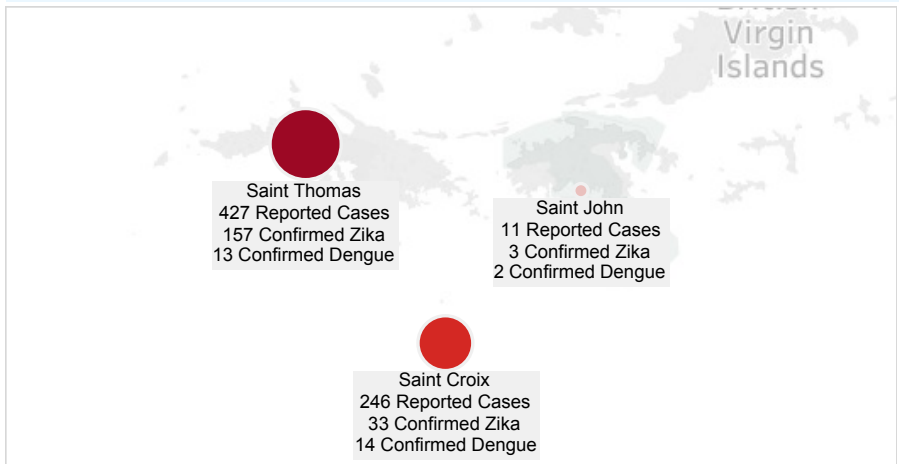 British
Virgin
Islands
Saint Thomas
427 Reported Cases
157 Confirmed Zika
13 Confirmed Dengue
Saint John
11 Reported Cases
3 Confirmed Zika
2 Confirmed Dengue
Saint Croix
246 Reported Cases
33 Confirmed Zika
14 Confirmed Dengue